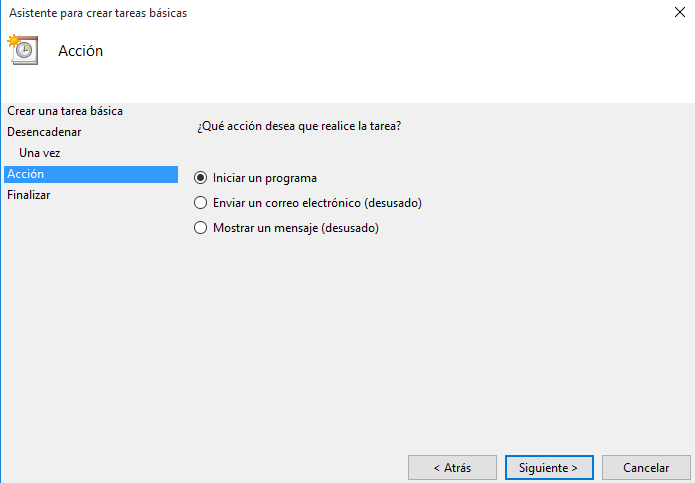 Asistente para crear tareas básicas
Acción
Crear una tarea básica
Desencadenar
Una vez
Acción
Finalizar
¿Qué acción desea que realice la tarea?
Iniciar un programa
Enviar un correo electrónico (desusado)
Mostrar un mensaje (desusado)
< Atrás
Siguiente >
Cancelar